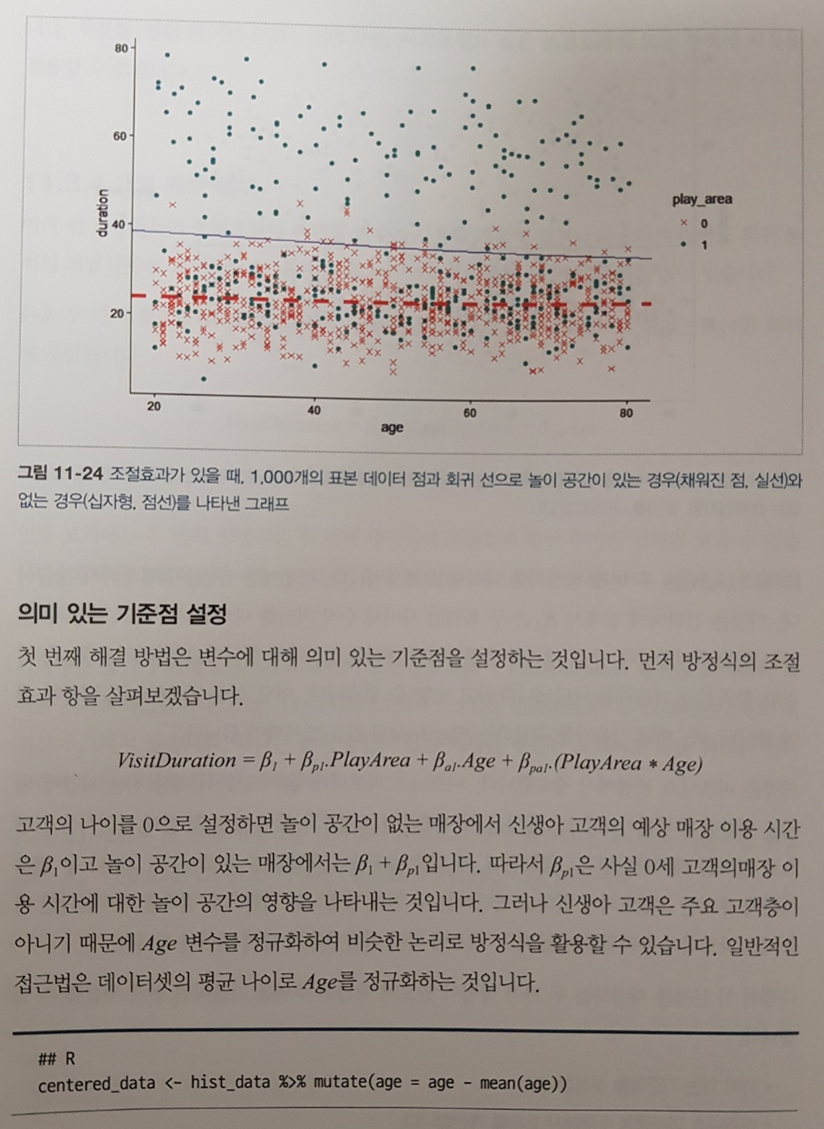 80
60
40
20
duration
20 40 60 80
age
play_area
× 0
• 1
그림 11-24 조절효과가 있을 때, 1,000개의 표본 데이터 점과 회귀 선으로 놀이 공간이 있는 경우(채워진 점, 실선)와
없는 경우(십자형, 점선)를 나타낸 그래프
의미 있는 기준점 설정
첫 번째 해결 방법은 변수에 대해 의미 있는 기준점을 설정하는 것입니다. 먼저 방정식의 조절
효과 항을 살펴보겠습니다.
VisitDuration = β₁ + βₚ₁.PlayArea + βₐ₁.Age + βₚₐ₁.(PlayArea * Age)
고객의 나이를 0으로 설정하면 놀이 공간이 없는 매장에서 신생아 고객의 예상 매장 이용 시간
은 β₁이고 놀이 공간이 있는 매장에서는 β₁ + βₚ₁입니다. 따라서 βₚ₁은 사실 0세 고객의매장 이
용 시간에 대한 놀이 공간의 영향을 나타내는 것입니다. 그러나 신생아 고객은 주요 고객층이
아니기 때문에 Age 변수를 정규화하여 비슷한 논리로 방정식을 활용할 수 있습니다. 일반적인
접근법은 데이터셋의 평균 나이로 Age를 정규화하는 것입니다.
## R
centered_data <- hist_data %>% mutate(age = age - mean(age))